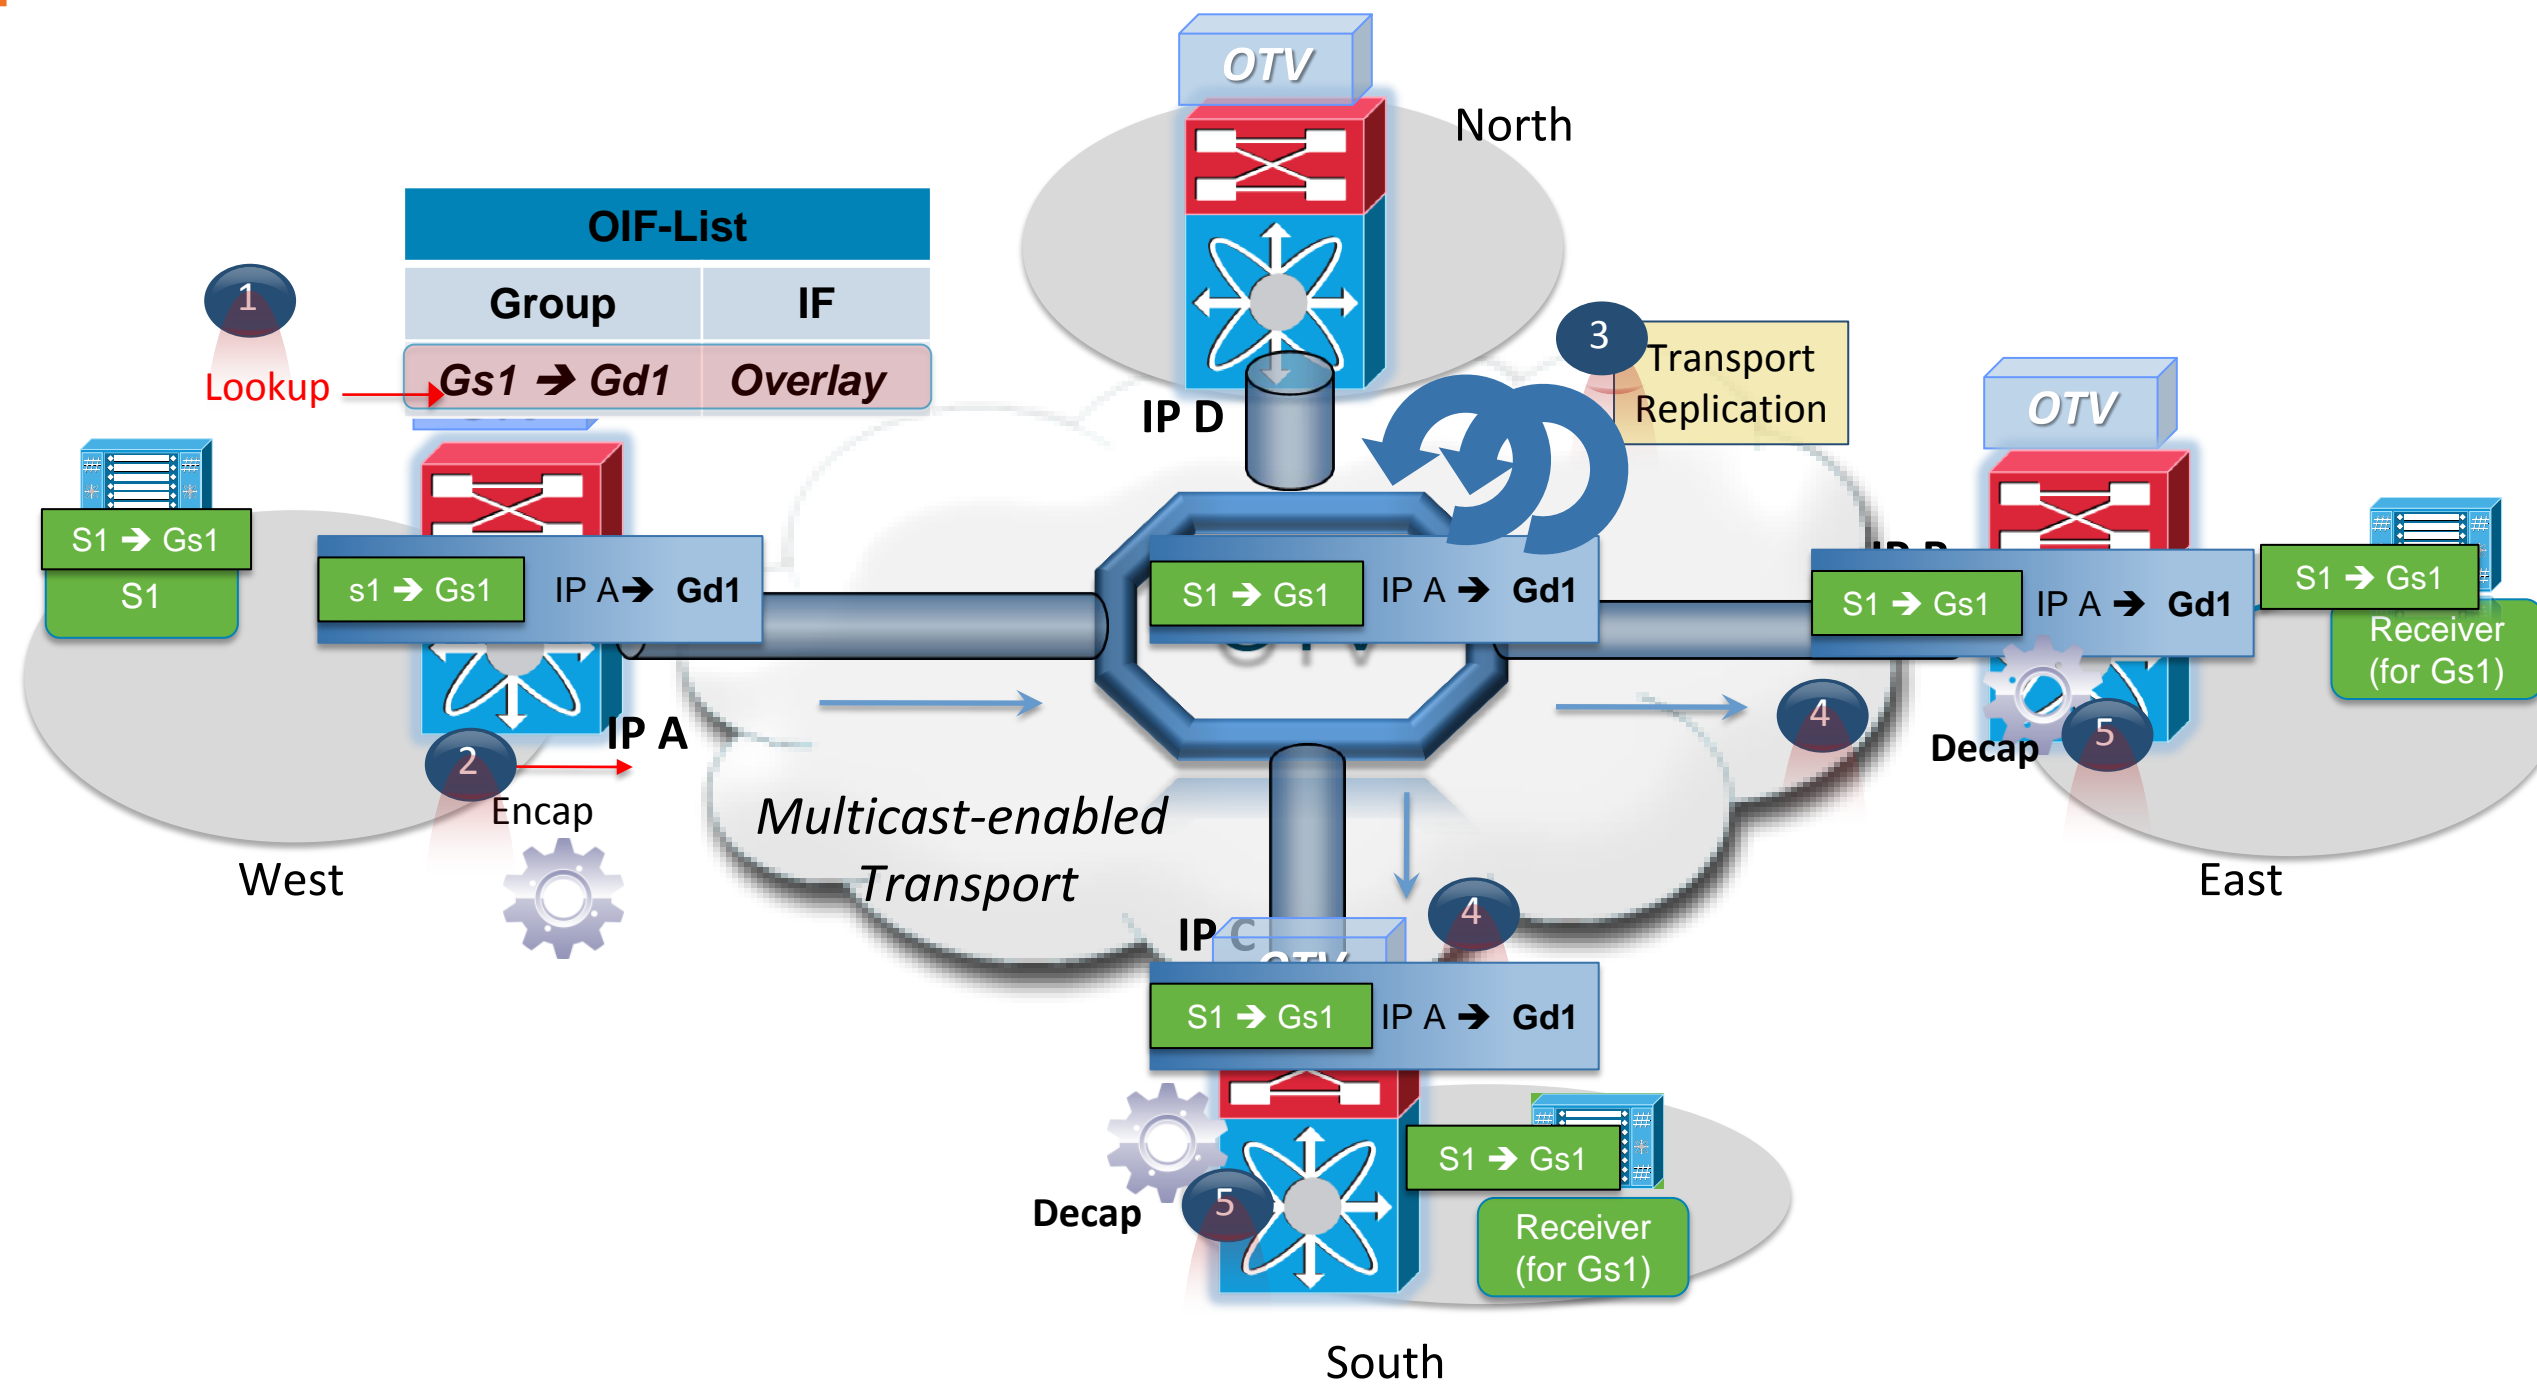 OTV
North
OIF-List
Group IF
Gs1 ➔ Gd1 Overlay
1
Lookup
3
Transport
Replication
IP D
OTV
S1 ➔ Gs1
S1
s1 ➔ Gs1 IP A ➔ Gd1
S1 ➔ Gs1 IP A ➔ Gd1
S1 ➔ Gs1 IP A ➔ Gd1
S1 ➔ Gs1
Receiver
(for Gs1)
IP A
2
Encap
4
Decap
5
Multicast-enabled
Transport
West
East
4
IP C
OTV
S1 ➔ Gs1 IP A ➔ Gd1
S1 ➔ Gs1
Decap
5
Receiver
(for Gs1)
South